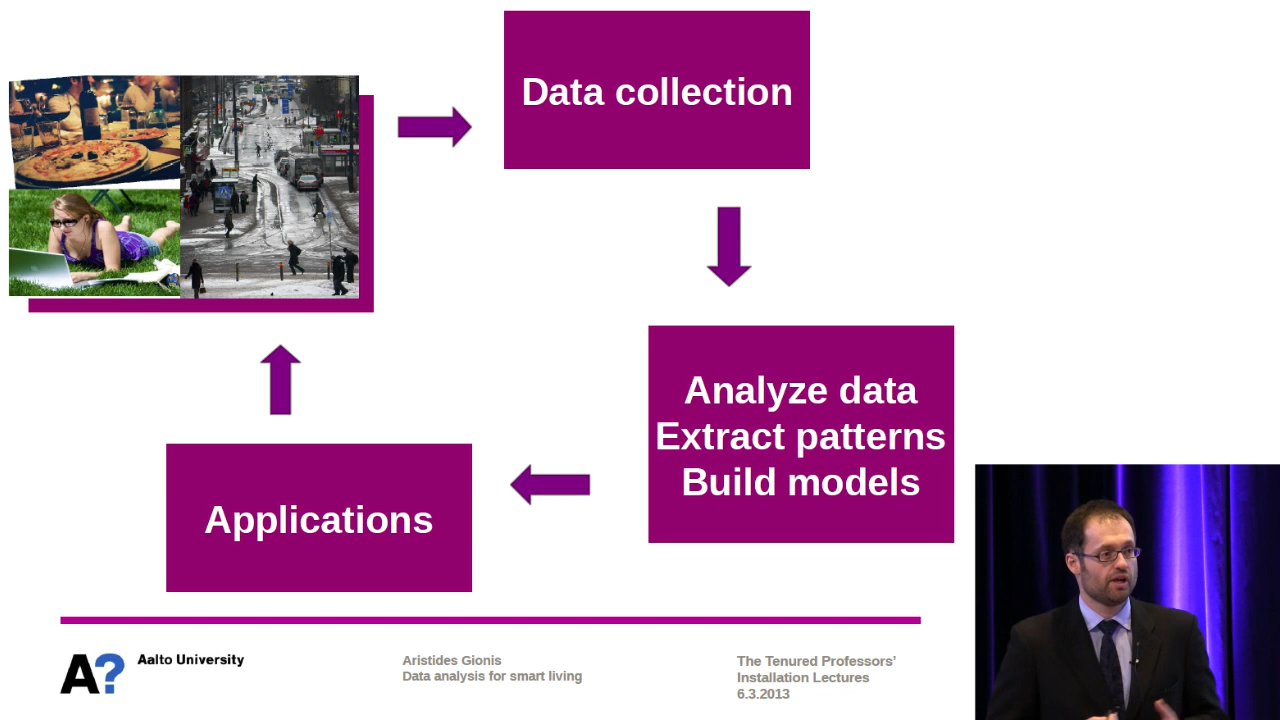 Data collection
Analyze data
Extract patterns
Build models
Applications
A?
Aalto University
Aristides Gionis
Data analysis for smart living
The Tenured Professors’
Installation Lectures
6.3.2013